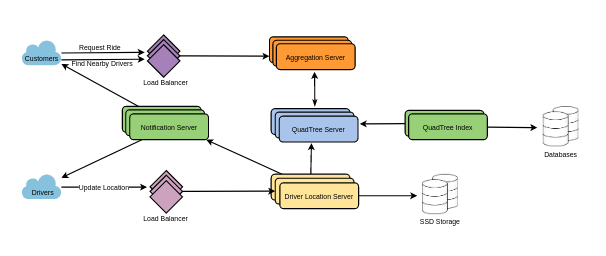 Request Ride
Customers
Find Nearby Drivers
Aggregation Server
Load Balancer
Notification Server
QuadTree Server
QuadTree Index
Databases
Drivers
Update Location
Driver Location Server
Load Balancer
SSD Storage